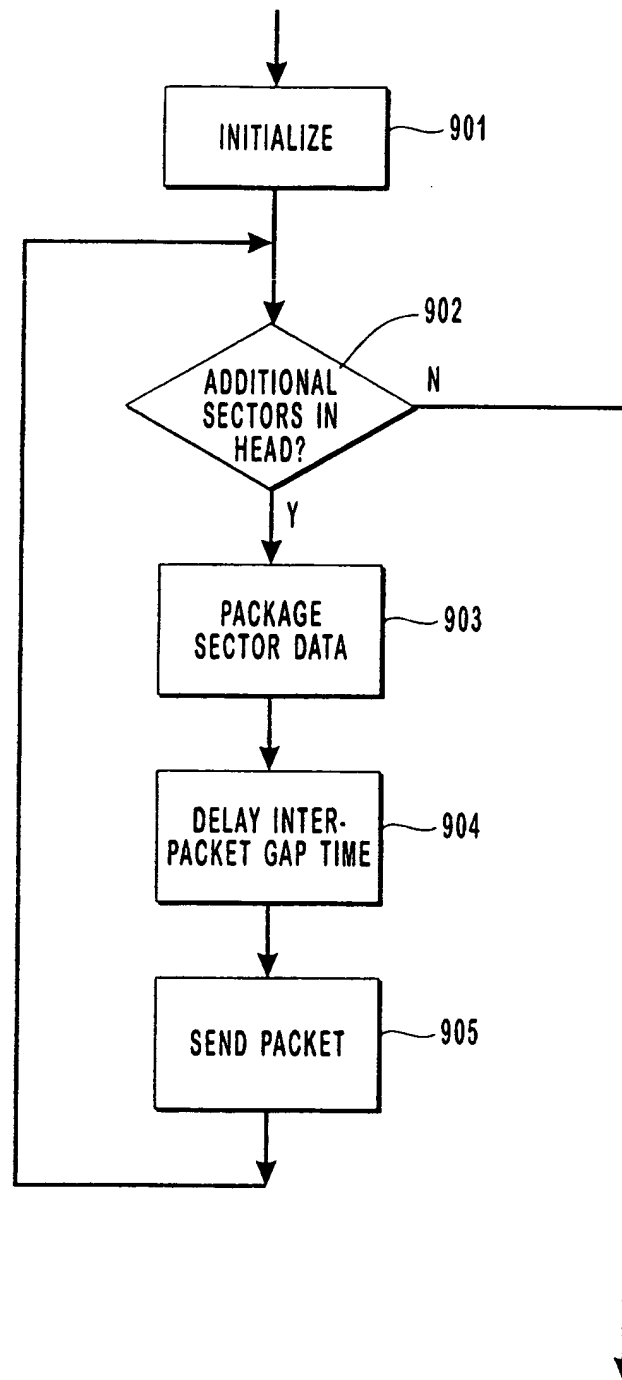 INITIALIZE
901
902
ADDITIONAL
SECTORS IN
HEAD?
N
Y
PACKAGE
SECTOR DATA
903
DELAY INTER-
PACKET GAP TIME
904
SEND PACKET
905